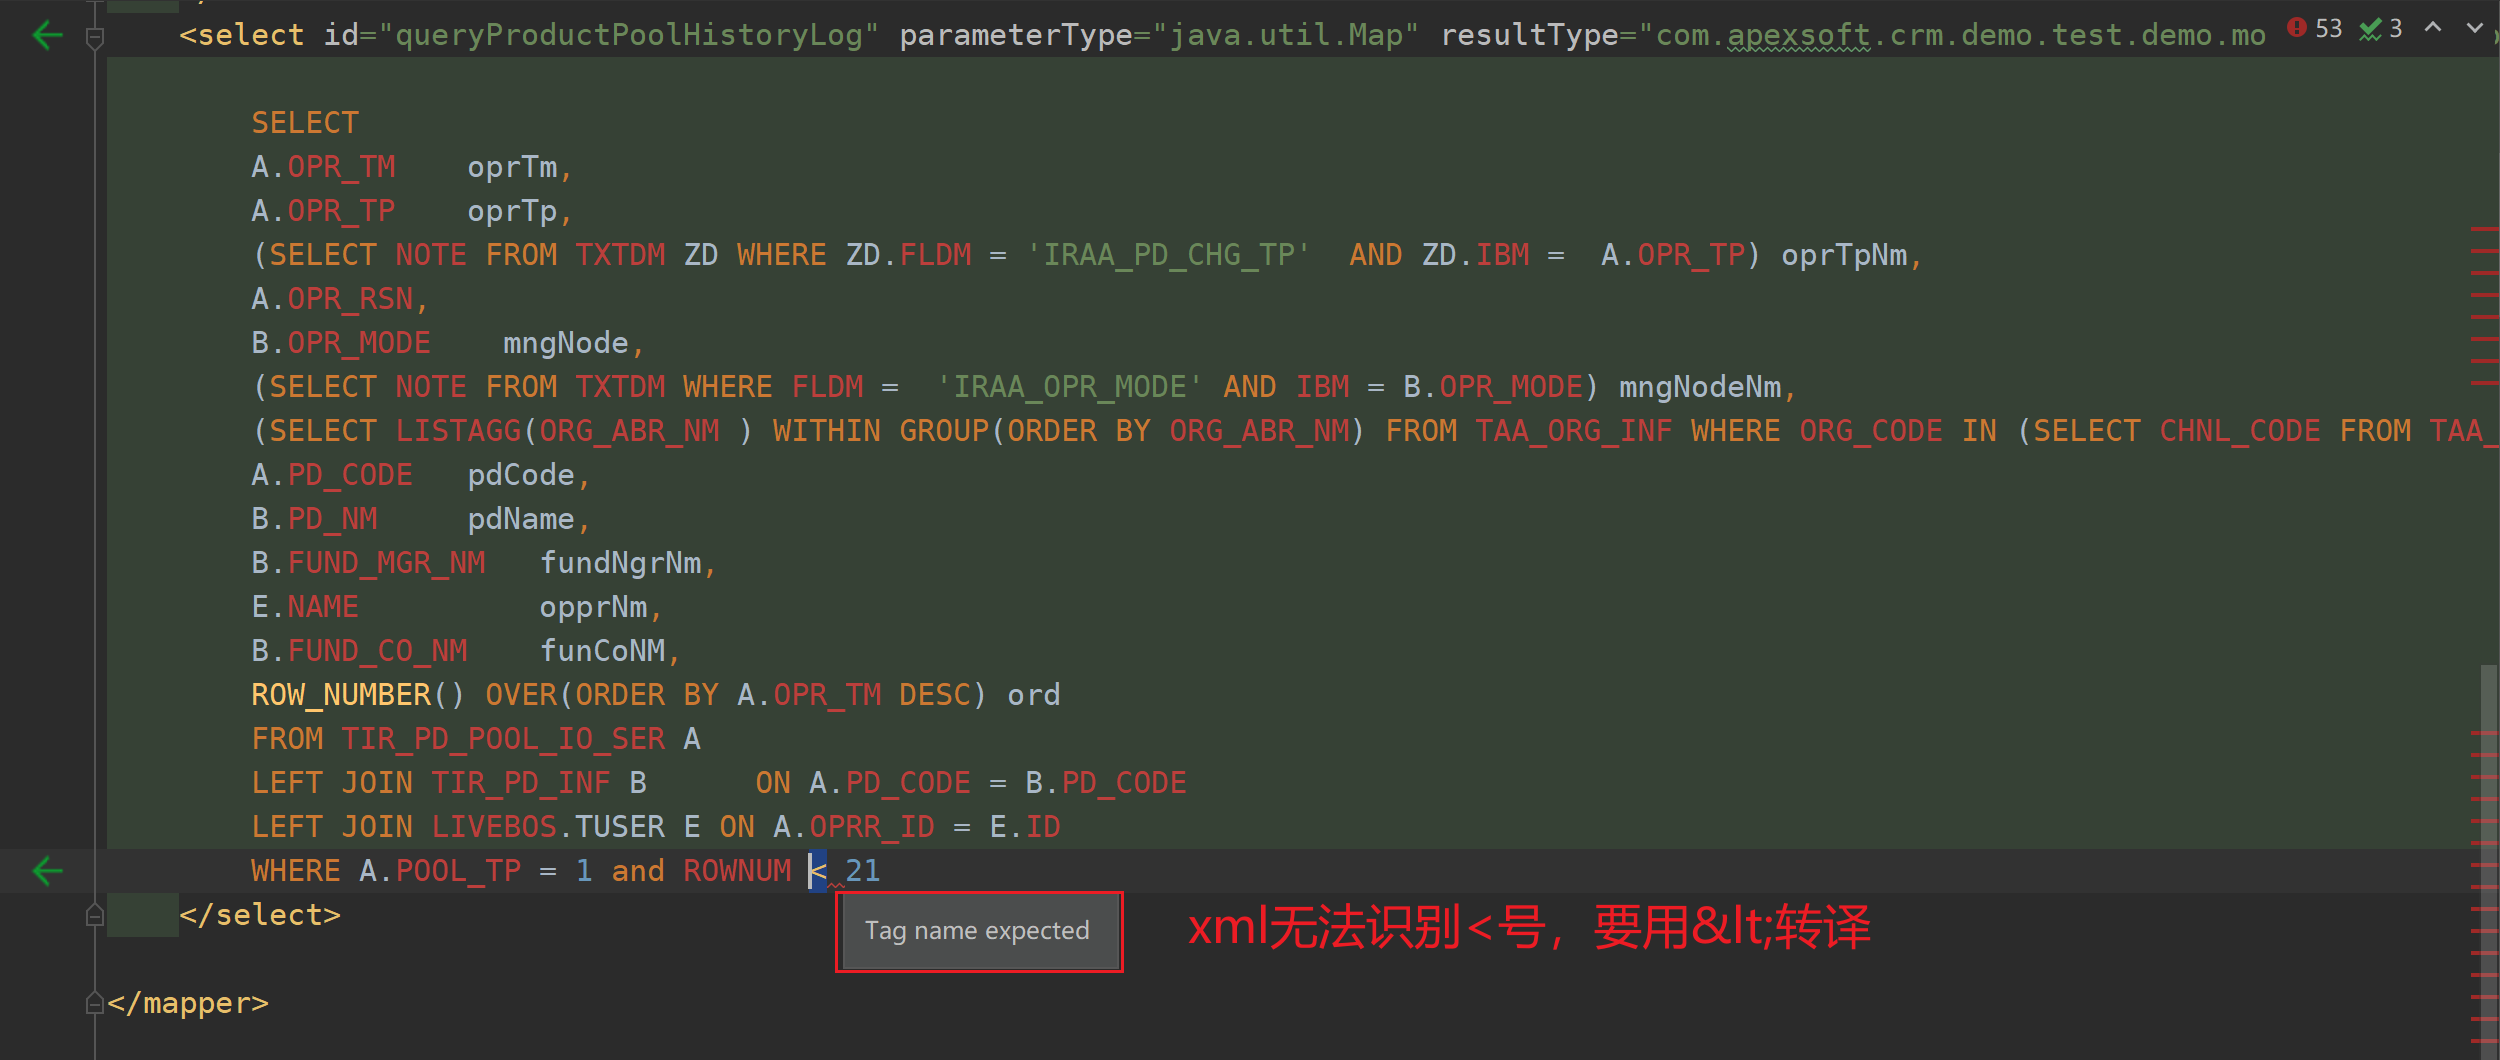 <select id="queryProductPoolHistoryLog" parameterType="java.util.Map" resultType="com.apexsoft.crm.demo.test.demo.mo 53 3
SELECT
A.OPR_TM oprTm,
A.OPR_TP oprTp,
(SELECT NOTE FROM TXTDM ZD WHERE ZD.FLDM = 'IRAA_PD_CHG_TP' AND ZD.IBM = A.OPR_TP) oprTpNm,
A.OPR_RSN,
B.OPR_MODE mngNode,
(SELECT NOTE FROM TXTDM WHERE FLDM = 'IRAA_OPR_MODE' AND IBM = B.OPR_MODE) mngNodeNm,
(SELECT LISTAGG(ORG_ABR_NM ) WITHIN GROUP(ORDER BY ORG_ABR_NM) FROM TAA_ORG_INF WHERE ORG_CODE IN (SELECT CHNL_CODE FROM TAA_
A.PD_CODE pdCode,
B.PD_NM pdName,
B.FUND_MGR_NM fundNgrNm,
E.NAME opprNm,
B.FUND_CO_NM funCoNM,
ROW_NUMBER() OVER(ORDER BY A.OPR_TM DESC) ord
FROM TIR_PD_POOL_IO_SER A
LEFT JOIN TIR_PD_INF B ON A.PD_CODE = B.PD_CODE
LEFT JOIN LIVEBOS.TUSER E ON A.OPRR_ID = E.ID
WHERE A.POOL_TP = 1 and ROWNUM < 21
</select>
Tag name expected
xml无法识别<号，要用&lt;转译
</mapper>